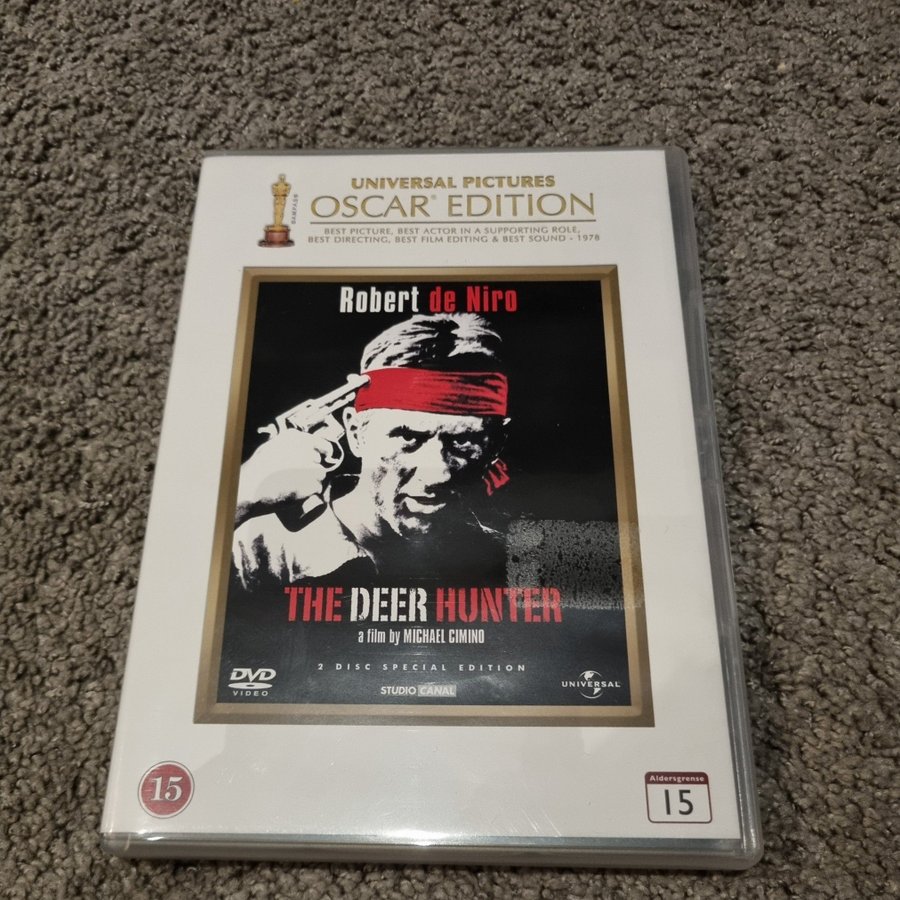 UNIVERSAL PICTURES
OSCAR® EDITION
BEST PICTURE, BEST ACTOR IN A SUPPORTING ROLE,
BEST DIRECTING, BEST FILM EDITING & BEST SOUND - 1978
©AMPAS®
Robert de Niro
THE DEER HUNTER
a film by MICHAEL CIMINO
2 DISC SPECIAL EDITION
DVD
VIDEO
STUDIO CANAL
UNIVERSAL
15
Aldersgrense
15